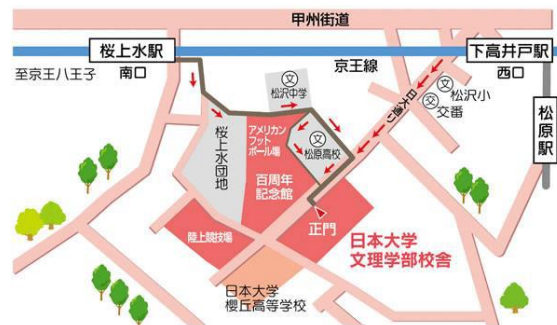 甲州街道
桜上水駅
南口
至京王八王子
京王線
下高井戸駅
西口
松原駅
文
松沢中学
日大通り
文
松沢小
交
交番
アメリカン
フット
ボール場
文
松原高校
桜上水団地
百周年
記念館
陸上競技場
正門
日本大学
文理学部校舎
日本大学
櫻丘高等学校